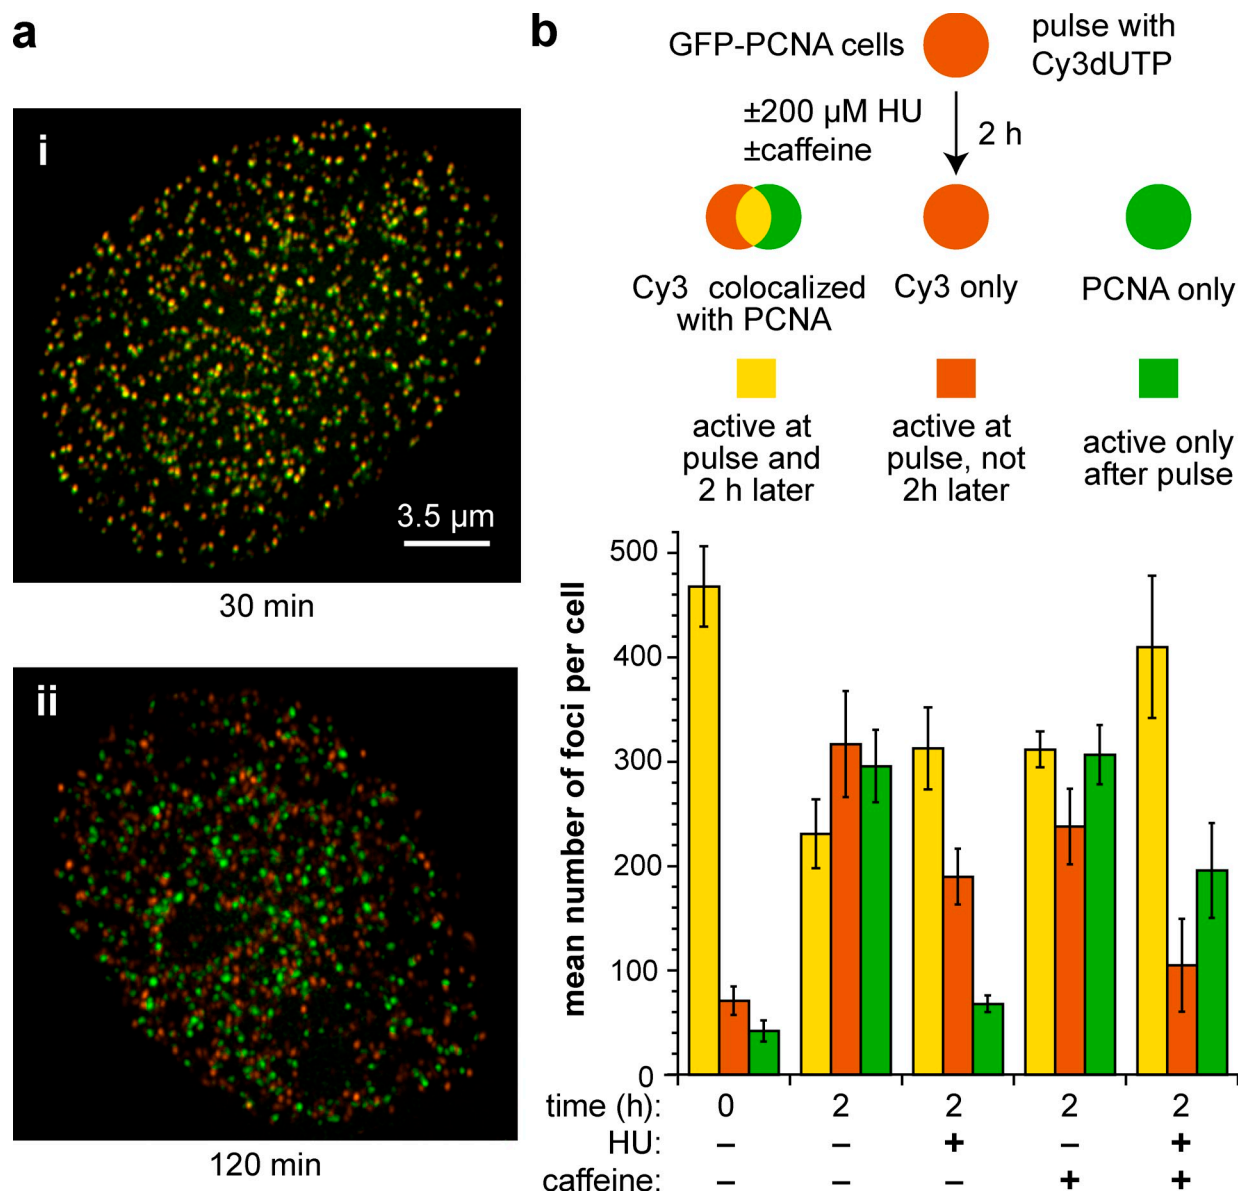 a
i
3.5 µm
30 min
ii
120 min
b
GFP-PCNA cells
pulse with
Cy3dUTP
±200 µM HU
±caffeine
2 h
Cy3 colocalized
with PCNA
Cy3 only
PCNA only
active at
pulse and
2 h later
active at
pulse, not
2h later
active only
after pulse
mean number of foci per cell
500
400
300
200
100
0
time (h): 0 2 2 2 2
HU: – – + – +
caffeine: – – – + +